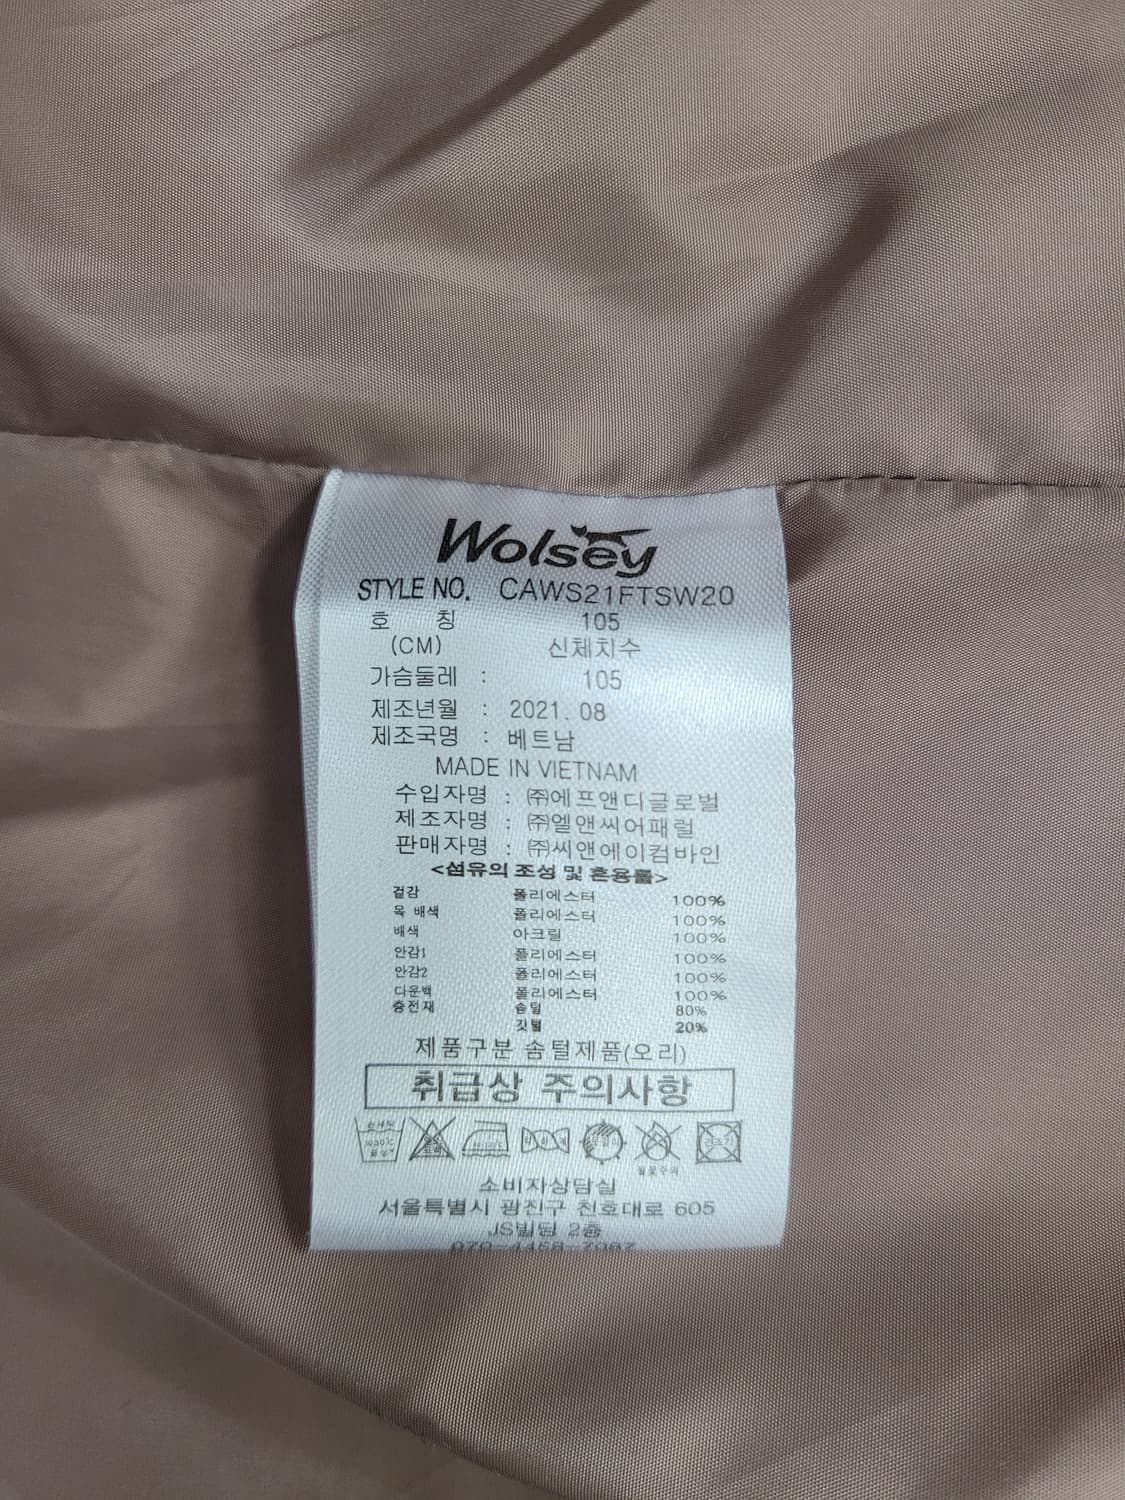 Wolsey
STYLE NO. CAWS21FTSW20
호 칭 105
(CM) 신체치수
가슴둘레 : 105
제조년월 : 2021. 08
제조국명 : 베트남
MADE IN VIETNAM
수입자명 : ㈜에프앤디글로벌
제조자명 : ㈜엘앤씨어패럴
판매자명 : ㈜씨앤에이컴바인
<섬유의 조성 및 혼용률>
겉감 폴리에스터 100%
목 배색 폴리에스터 100%
배색 아크릴 100%
안감1 폴리에스터 100%
안감2 폴리에스터 100%
다운백 폴리에스터 100%
충전재 솜털 80%
깃털 20%
제품구분 솜털제품(오리)
취급상 주의사항
손세탁
중성
불꽃주의
소비자상담실
서울특별시 광진구 천호대로 605
JS빌딩 2층